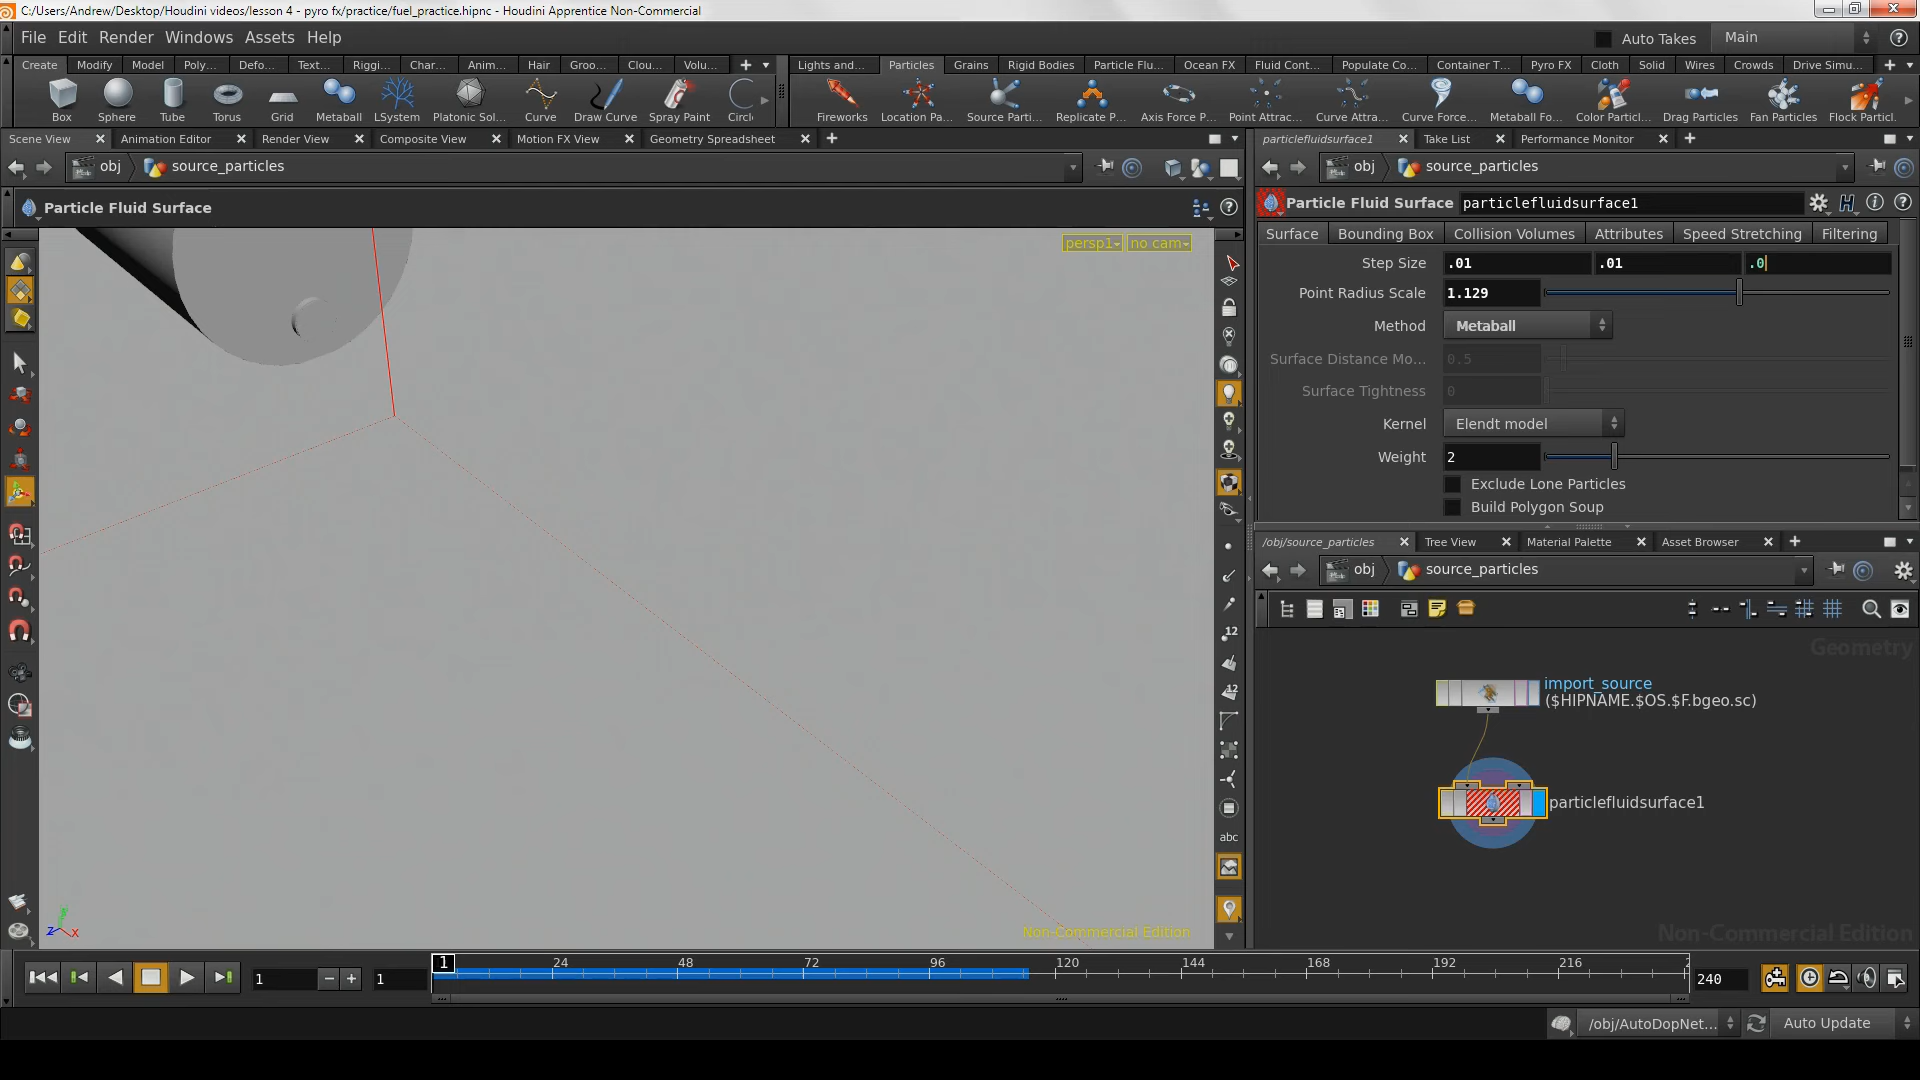 C:/Users/Andrew/Desktop/Houdini videos/lesson 4 - pyro fx/practice/fuel_practice.hipnc - Houdini Apprentice Non-Commercial
File Edit Render Windows Assets Help
Auto Takes Main
Create Modify Model Poly... Defo... Text... Riggi... Char... Anim... Hair Groo... Clou... Volu...
Lights and... Particles Grains Rigid Bodies Particle Flu... Ocean FX Fluid Cont... Populate Co... Container T... Pyro FX Cloth Solid Wires Crowds Drive Simu...
Box Sphere Tube Torus Grid Metaball LSystem Platonic Sol... Curve Draw Curve Spray Paint Circle
Fireworks Location Pa... Source Parti... Replicate P... Axis Force P... Point Attrac... Curve Attra... Curve Force... Metaball Fo... Color Particl... Drag Particles Fan Particles Flock Particl.
Scene View Animation Editor Render View Composite View Motion FX View Geometry Spreadsheet
particlefluidsurface1 Take List Performance Monitor
obj source_particles
obj source_particles
Particle Fluid Surface
Particle Fluid Surface particlefluidsurface1
Surface Bounding Box Collision Volumes Attributes Speed Stretching Filtering
persp1 no cam
Step Size .01 .01 .0
Point Radius Scale 1.129
Method Metaball
Surface Distance Mo... 0.5
Surface Tightness 0
Kernel Elendt model
Weight 2
Exclude Lone Particles
Build Polygon Soup
/obj/source_particles Tree View Material Palette Asset Browser
obj source_particles
12
12
abc
Geometry
import_source
($HIPNAME.$OS.$F.bgeo.sc)
particlefluidsurface1
z x
Non-Commercial Edition
Non-Commercial Edition
1 1 1 24 48 72 96 120 144 168 192 216 2 240
/obj/AutoDopNet... Auto Update